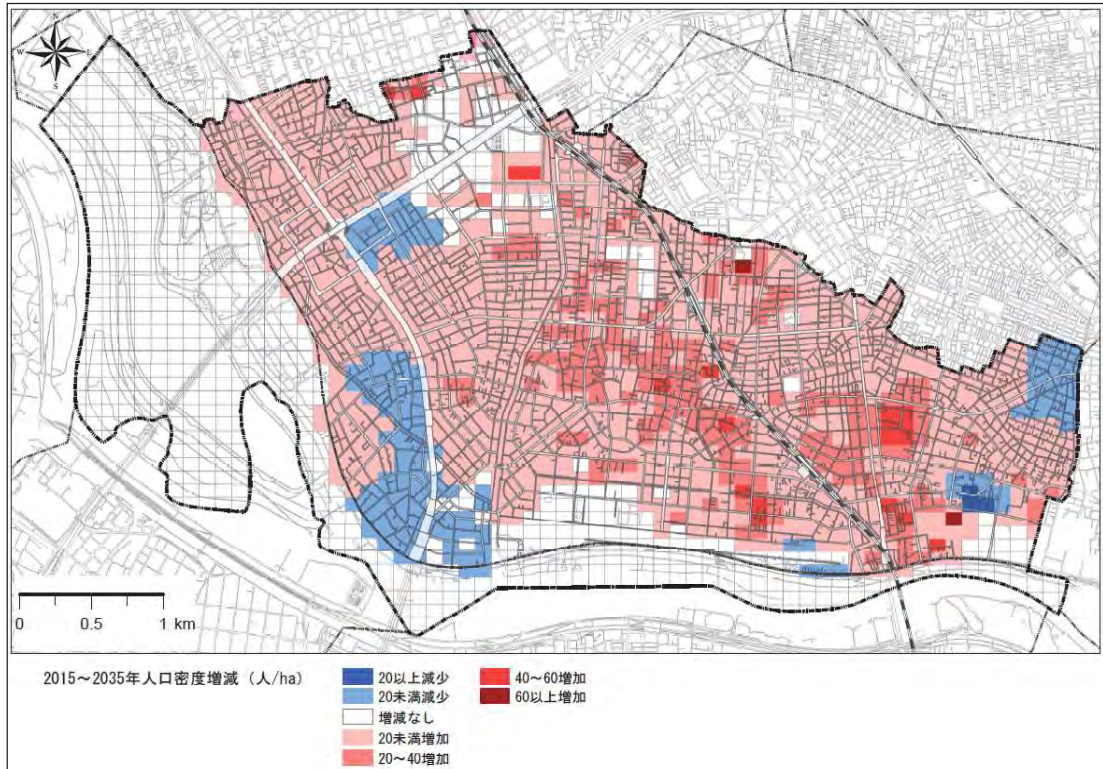 N
W
E
S
0 0.5 1 km
2015～2035年人口密度増減（人/ha）
20以上減少
20未満減少
増減なし
20未満増加
20～40増加
40～60増加
60以上増加